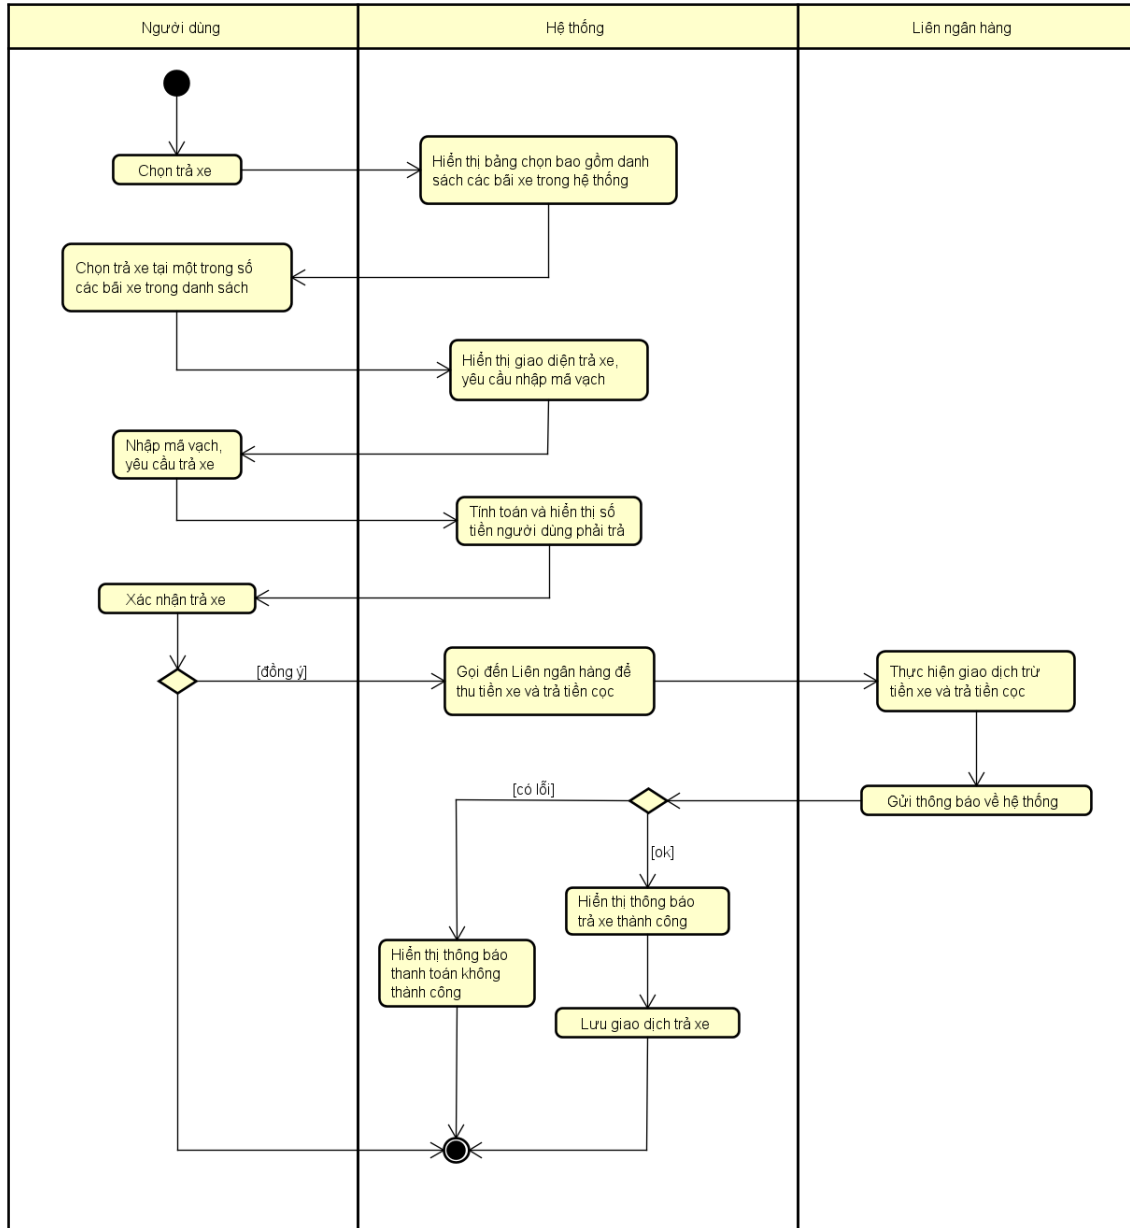 Người dùng
Hệ thống
Liên ngân hàng
Chọn trả xe
Hiển thị bảng chọn bao gồm danh
sách các bãi xe trong hệ thống
Chọn trả xe tại một trong số
các bãi xe trong danh sách
Hiển thị giao diện trả xe,
yêu cầu nhập mã vạch
Nhập mã vạch,
yêu cầu trả xe
Tính toán và hiển thị số
tiền người dùng phải trả
Xác nhận trả xe
[đồng ý]
Gọi đến Liên ngân hàng để
thu tiền xe và trả tiền cọc
Thực hiện giao dịch trừ
tiền xe và trả tiền cọc
Gửi thông báo về hệ thống
[có lỗi]
[ok]
Hiển thị thông báo
trả xe thành công
Hiển thị thông báo
thanh toán không
thành công
Lưu giao dịch trả xe